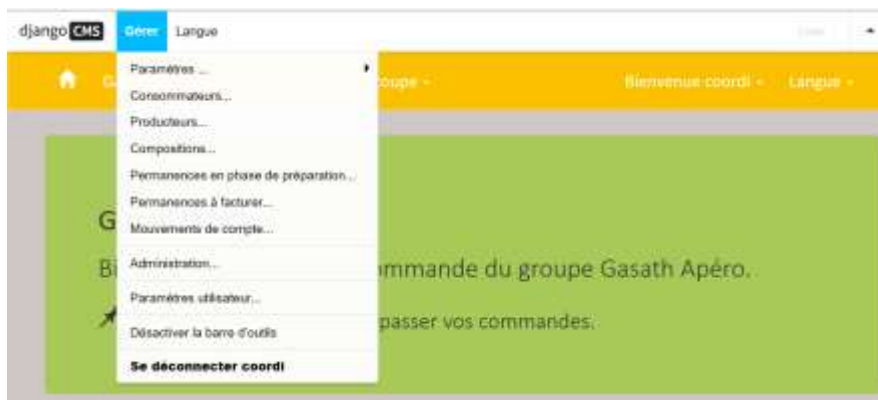 django CMS Gérer Langue
Paramètres ...
Consommateurs...
Producteurs...
Compositions...
Permanences en phase de préparation...
Permanences à facturer...
Mouvements de compte...
Administration...
Paramètres utilisateur...
Désactiver la barre d'outils
Se déconnecter coordi
G oupe Bienvenue coordi Langue
G
Bi mmande du groupe Gasath Apéro.
passer vos commandes.